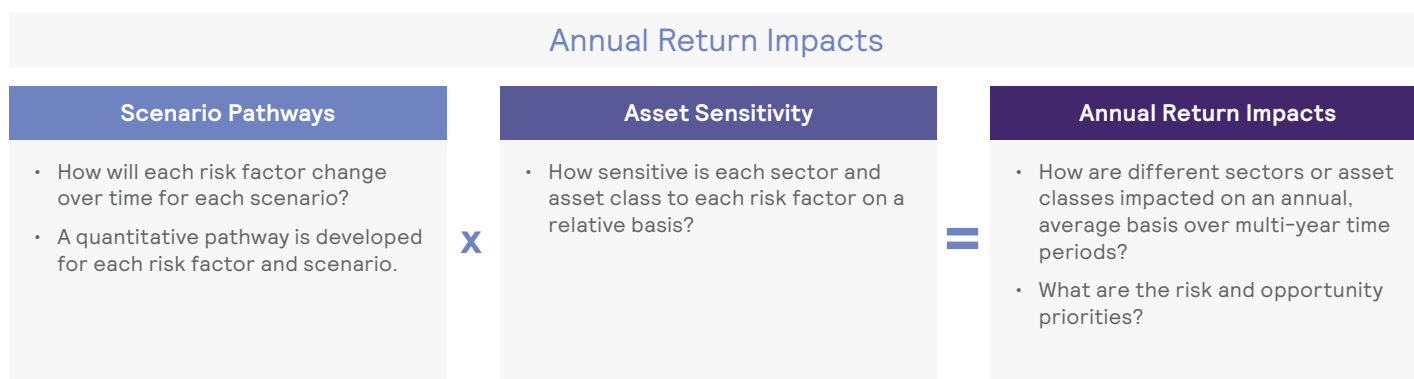 Annual Return Impacts
Scenario Pathways
• How will each risk factor change
over time for each scenario?
• A quantitative pathway is developed
for each risk factor and scenario.
x
Asset Sensitivity
• How sensitive is each sector and
asset class to each risk factor on a
relative basis?
=
Annual Return Impacts
• How are different sectors or asset
classes impacted on an annual,
average basis over multi-year time
periods?
• What are the risk and opportunity
priorities?